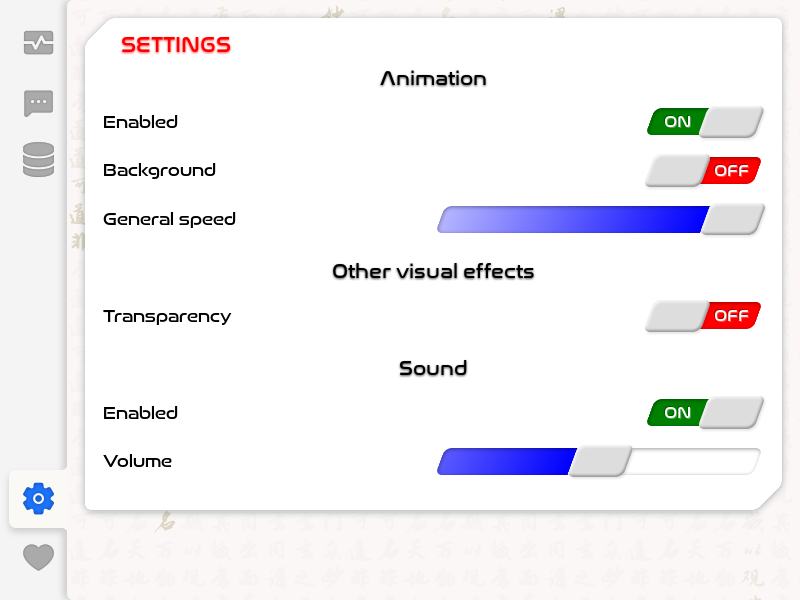 SETTINGS
Animation
Enabled ON
Background OFF
General speed
Other visual effects
Transparency OFF
Sound
Enabled ON
Volume